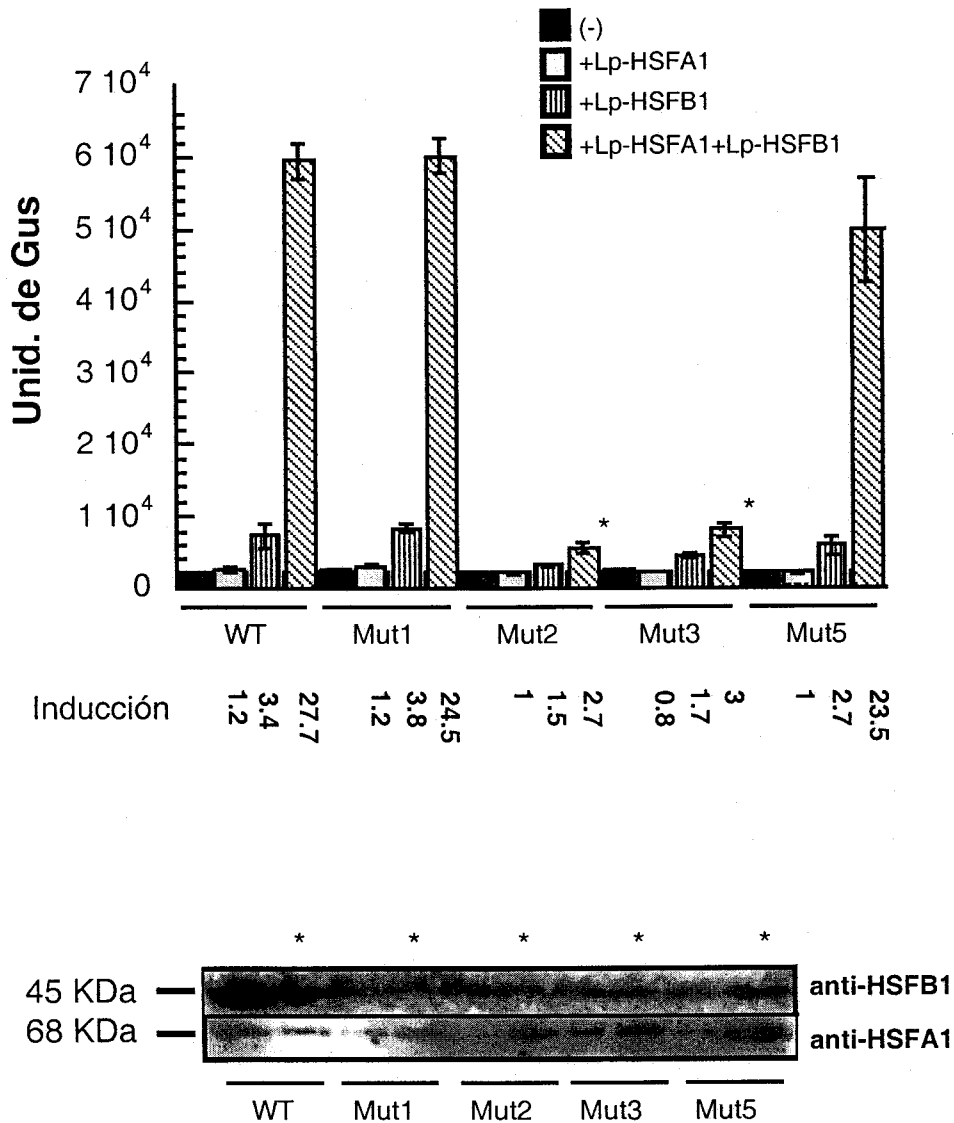 (-)
+Lp-HSFA1
+Lp-HSFB1
+Lp-HSFA1+Lp-HSFB1
Unid. de Gus
7 10⁴
6 10⁴
5 10⁴
4 10⁴
3 10⁴
2 10⁴
1 10⁴
0
* *
WT Mut1 Mut2 Mut3 Mut5
Inducción 1.2 3.4 27.7 1.2 3.8 24.5 1 1.5 2.7 0.8 1.7 3 1 2.7 23.5
* * * * *
45 KDa anti-HSFB1
68 KDa anti-HSFA1
WT Mut1 Mut2 Mut3 Mut5